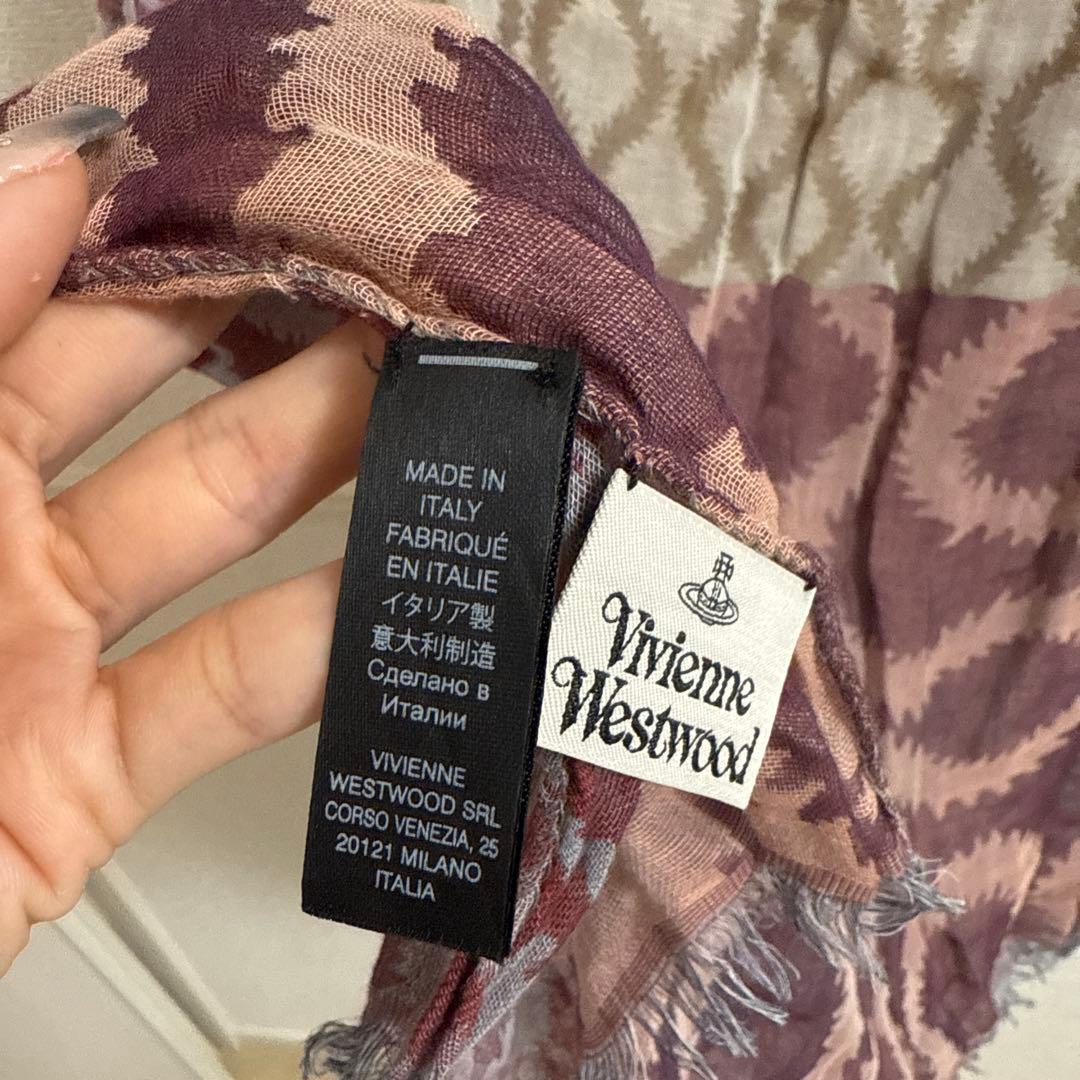 MADE IN
ITALY
FABRIQUÉ
EN ITALIE
イタリア製
意大利制造
Сделано в
Италии
VIVIENNE
WESTWOOD SRL
CORSO VENEZIA, 25
20121 MILANO
ITALIA
Vivienne
Westwood